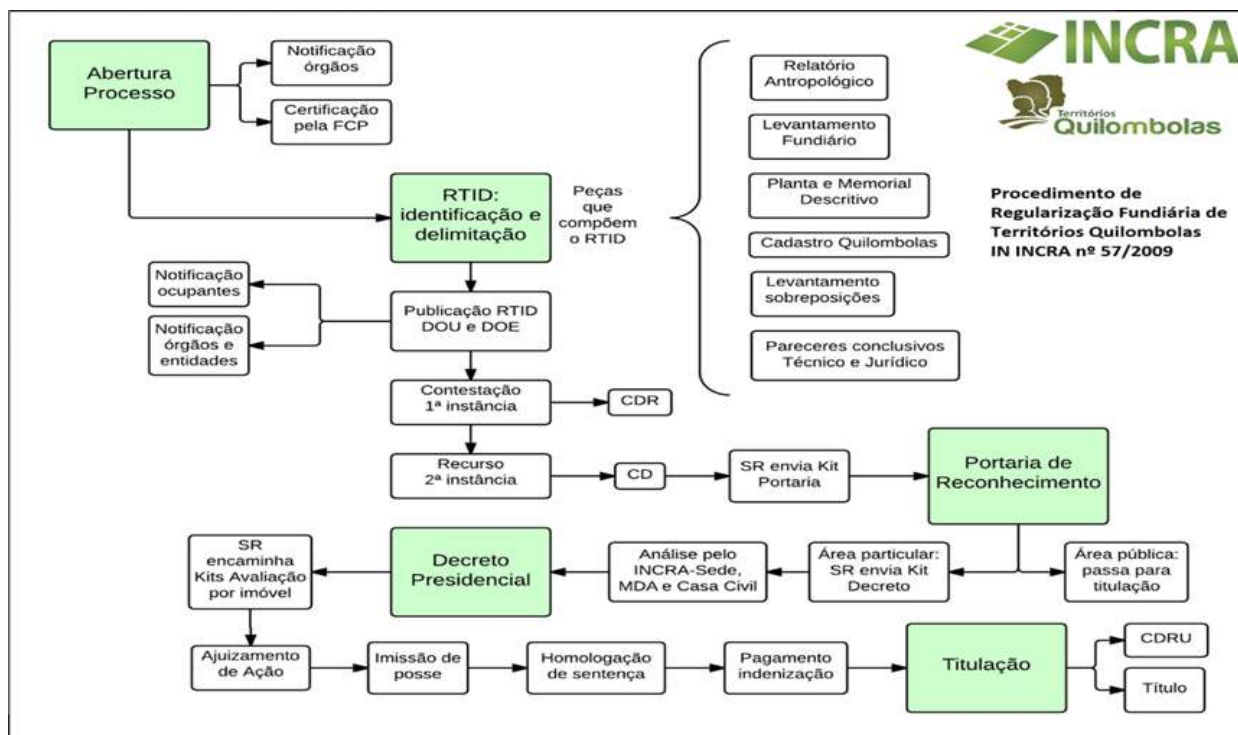 Abertura
Processo
Notificação
órgãos
Certificação
pela FCP
INCRA
Territórios
Quilombolas
Procedimento de
Regularização Fundiária de
Territórios Quilombolas
IN INCRA nº 57/2009
RTID:
identificação e
delimitação
Peças
que
compõem
o RTID
Relatório
Antropológico
Levantamento
Fundiário
Planta e Memorial
Descritivo
Cadastro Quilombolas
Levantamento
sobreposições
Pareceres conclusivos
Técnico e Jurídico
Notificação
ocupantes
Notificação
órgãos e
entidades
Publicação RTID
DOU e DOE
Contestação
1ª instância
CDR
Recurso
2ª instância
CD
SR envia Kit
Portaria
Portaria de
Reconhecimento
Área pública:
passa para
titulação
Área particular:
SR envia Kit
Decreto
Análise pelo
INCRA-Sede,
MDA e Casa Civil
Decreto
Presidencial
SR
encaminha
Kits Avaliação
por imóvel
Ajuizamento
de Ação
Imissão de
posse
Homologação
de sentença
Pagamento
indenização
Titulação
CDRU
Título